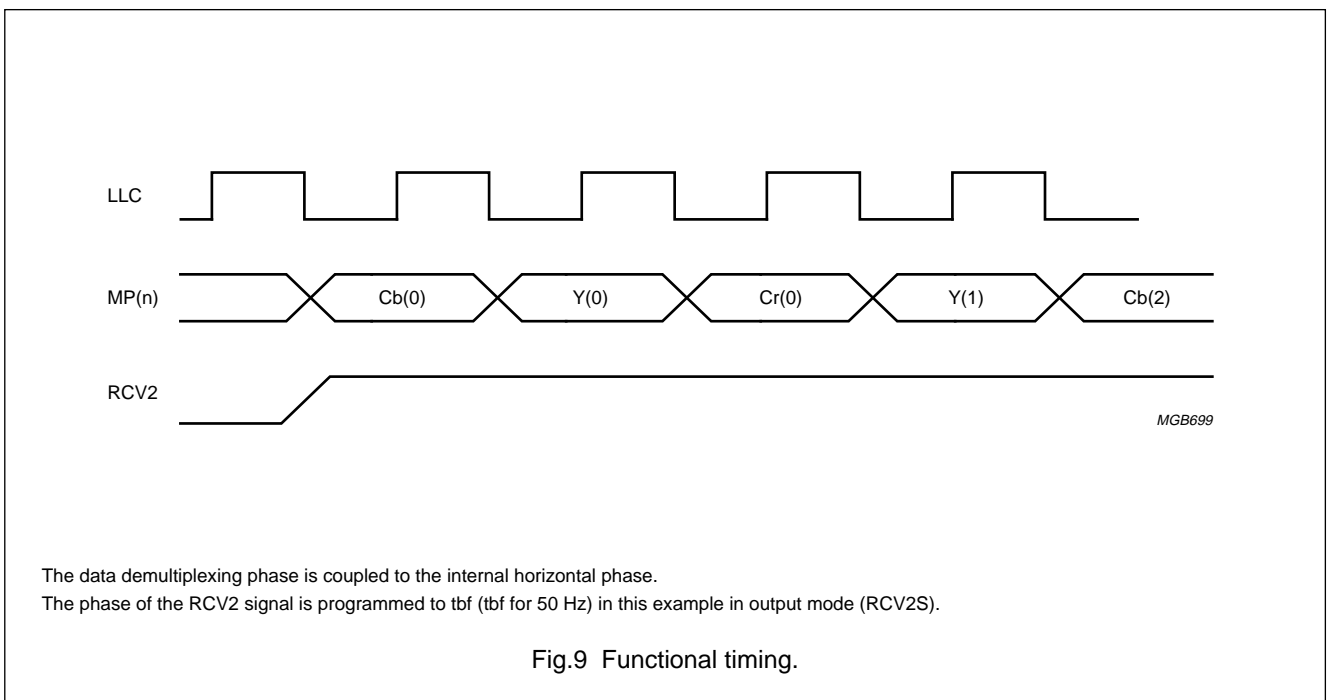 LLC
MP(n) Cb(0) Y(0) Cr(0) Y(1) Cb(2)
RCV2
MGB699
The data demultiplexing phase is coupled to the internal horizontal phase.
The phase of the RCV2 signal is programmed to tbf (tbf for 50 Hz) in this example in output mode (RCV2S).
Fig.9 Functional timing.